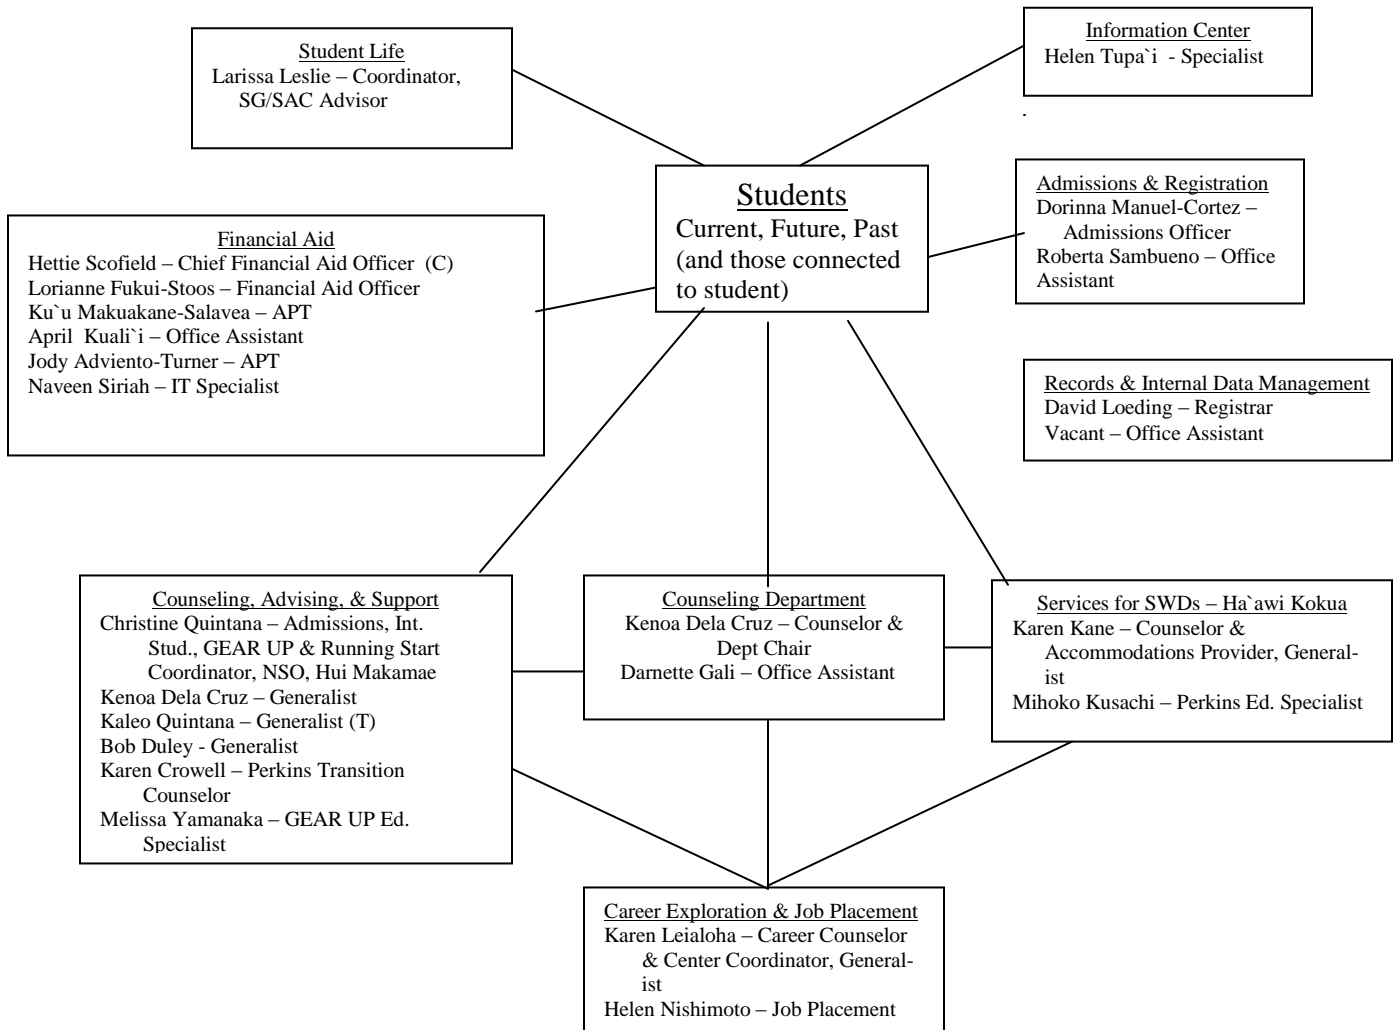 Student Life
Larissa Leslie – Coordinator,
SG/SAC Advisor
Information Center
Helen Tupa`i - Specialist
.
Students
Current, Future, Past
(and those connected
to student)
Admissions & Registration
Dorinna Manuel-Cortez –
Admissions Officer
Roberta Sambueno – Office
Assistant
Financial Aid
Hettie Scofield – Chief Financial Aid Officer (C)
Lorianne Fukui-Stoos – Financial Aid Officer
Ku`u Makuakane-Salavea – APT
April Kuali`i – Office Assistant
Jody Adviento-Turner – APT
Naveen Siriah – IT Specialist
Records & Internal Data Management
David Loeding – Registrar
Vacant – Office Assistant
Counseling, Advising, & Support
Christine Quintana – Admissions, Int.
Stud., GEAR UP & Running Start
Coordinator, NSO, Hui Makamae
Kenoa Dela Cruz – Generalist
Kaleo Quintana – Generalist (T)
Bob Duley - Generalist
Karen Crowell – Perkins Transition
Counselor
Melissa Yamanaka – GEAR UP Ed.
Specialist
Counseling Department
Kenoa Dela Cruz – Counselor &
Dept Chair
Darnette Gali – Office Assistant
Services for SWDs – Ha`awi Kokua
Karen Kane – Counselor &
Accommodations Provider, General-
ist
Mihoko Kusachi – Perkins Ed. Specialist
Career Exploration & Job Placement
Karen Leialoha – Career Counselor
& Center Coordinator, General-
ist
Helen Nishimoto – Job Placement